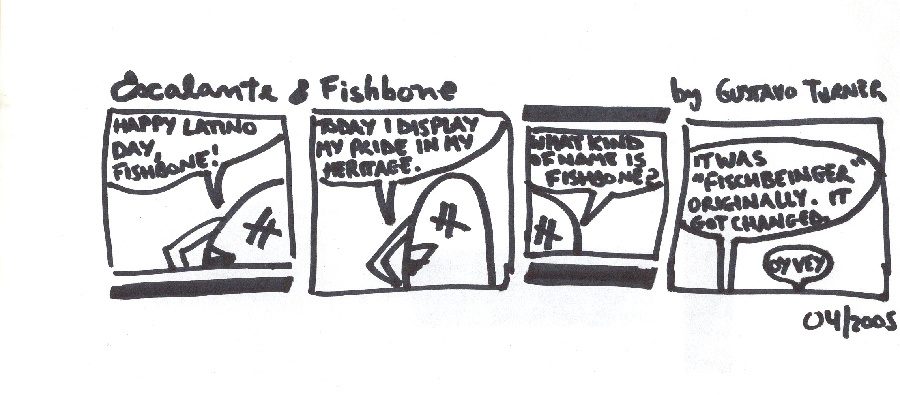 Escalante & Fishbone
by GUSTAVO TURNER
HAPPY LATINO
DAY,
FISHBONE!
TODAY I DISPLAY
MY PRIDE IN MY
HERITAGE.
WHAT KIND
OF NAME IS
FISHBONE?
IT WAS
"FISCHBEINGER"
ORIGINALLY. IT
GOT CHANGED.
OY VEY
04/2005